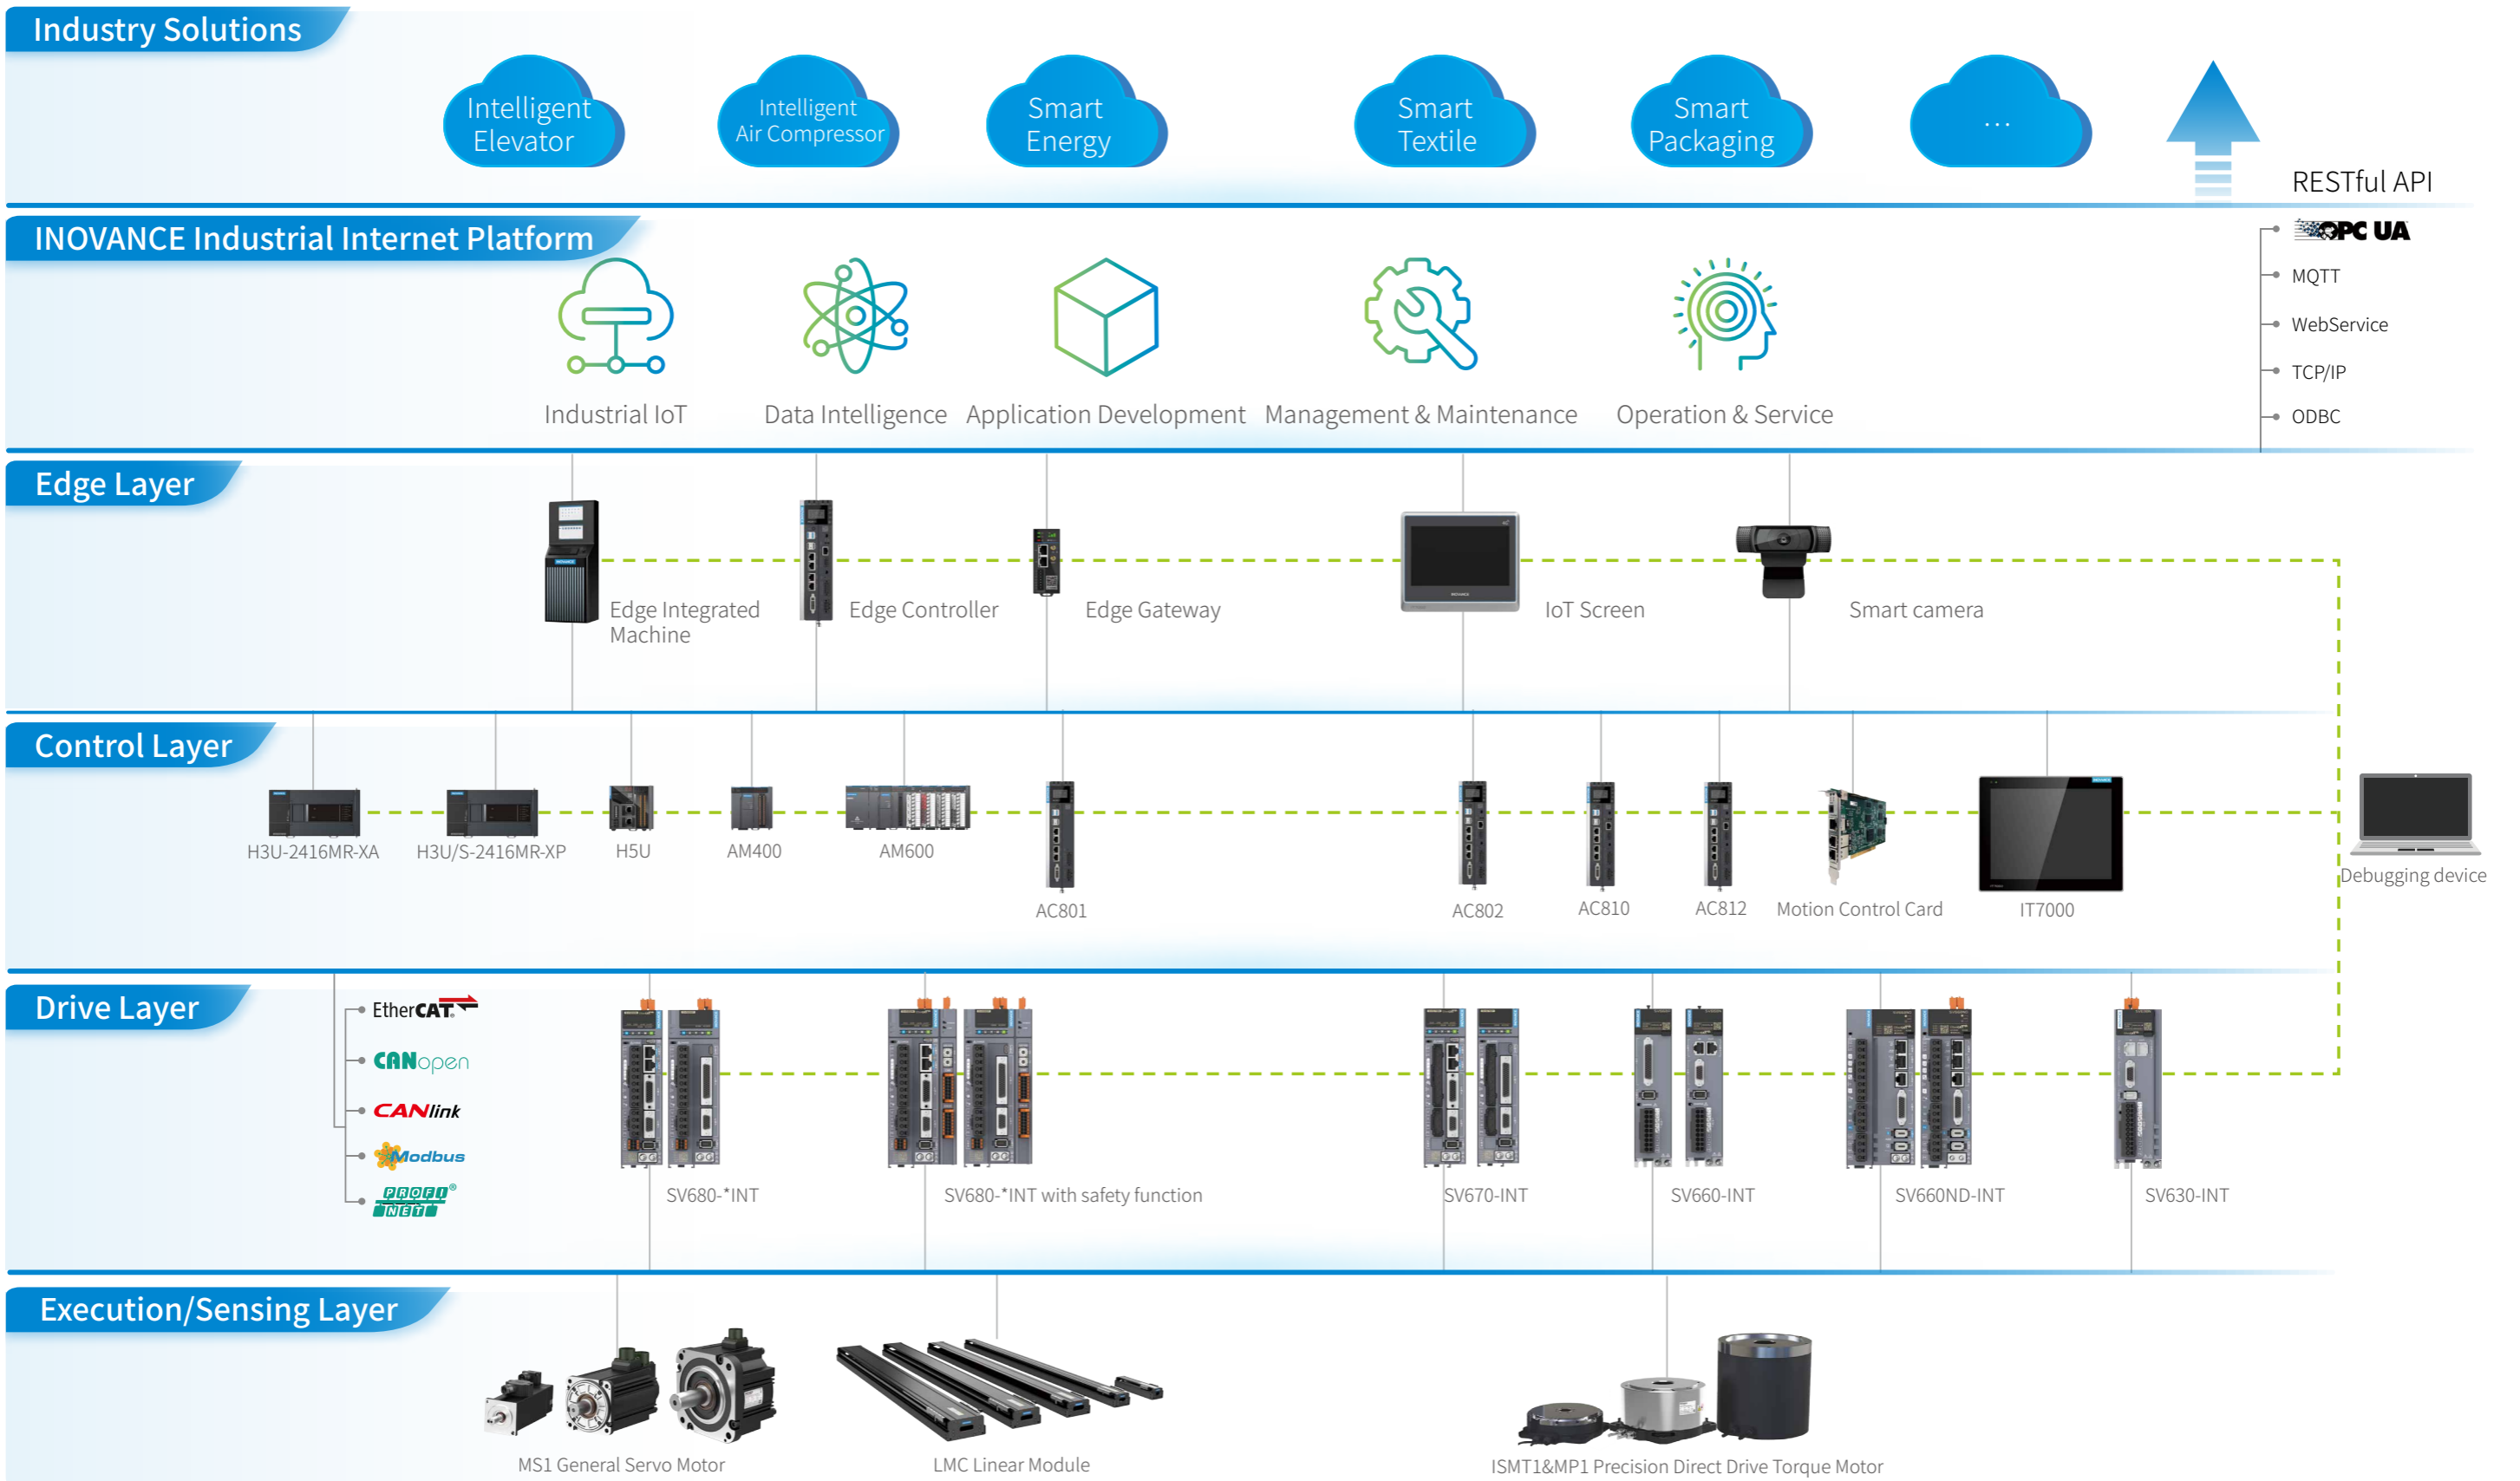 Industry Solutions
Intelligent
Elevator
Intelligent
Air Compressor
Smart
Energy
Smart
Textile
Smart
Packaging
...
RESTful API
INOVANCE Industrial Internet Platform
OPC UA
MQTT
WebService
TCP/IP
ODBC
Industrial IoT
Data Intelligence
Application Development
Management & Maintenance
Operation & Service
Edge Layer
INOVANCE
INOVANCE
Edge Integrated
Machine
Edge Controller
Edge Gateway
IoT Screen
Smart camera
Control Layer
H3U-2416MR-XA
H3U/S-2416MR-XP
H5U
AM400
AM600
AC801
AC802
AC810
AC812
Motion Control Card
IT7000
Debugging device
Drive Layer
EtherCAT
CANopen
CANlink
Modbus
PROFI
NET
SV680-*INT
SV680-*INT with safety function
SV670-INT
SV660-INT
SV660ND-INT
SV630-INT
Execution/Sensing Layer
MS1 General Servo Motor
LMC Linear Module
ISMT1&MP1 Precision Direct Drive Torque Motor